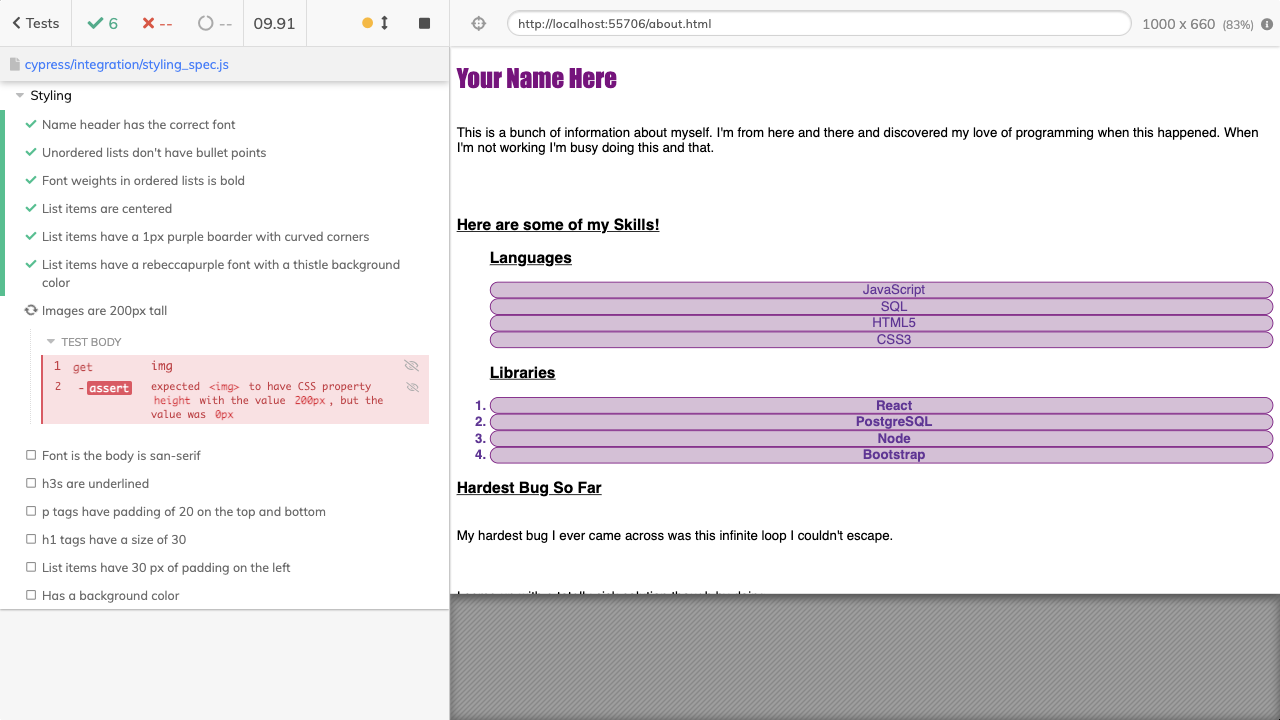 Tests
6
--
--
09.91
http://localhost:55706/about.html
1000 x 660 (83%)
cypress/integration/styling_spec.js
Styling
Name header has the correct font
Unordered lists don't have bullet points
Font weights in ordered lists is bold
List items are centered
List items have a 1px purple boarder with curved corners
List items have a rebeccapurple font with a thistle background
color
Images are 200px tall
TEST BODY
1 get img
2 - assert expected <img> to have CSS property
height with the value 200px, but the
value was 0px
Font is the body is san-serif
h3s are underlined
p tags have padding of 20 on the top and bottom
h1 tags have a size of 30
List items have 30 px of padding on the left
Has a background color
Your Name Here
This is a bunch of information about myself. I'm from here and there and discovered my love of programming when this happened. When
I'm not working I'm busy doing this and that.
Here are some of my Skills!
Languages
JavaScript
SQL
HTML5
CSS3
Libraries
1. React
2. PostgreSQL
3. Node
4. Bootstrap
Hardest Bug So Far
My hardest bug I ever came across was this infinite loop I couldn't escape.